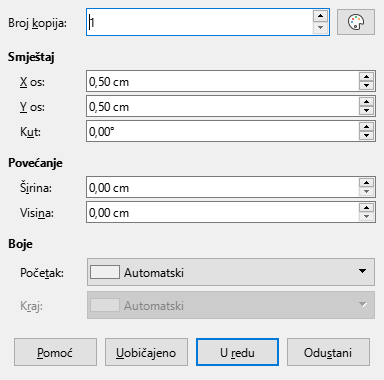 Broj kopija: 1
Smještaj
X os: 0,50 cm
Y os: 0,50 cm
Kut: 0,00°
Povećanje
Širina: 0,00 cm
Visina: 0,00 cm
Boje
Početak: Automatski
Kraj: Automatski
Pomoć Uobičajeno U redu Odustani